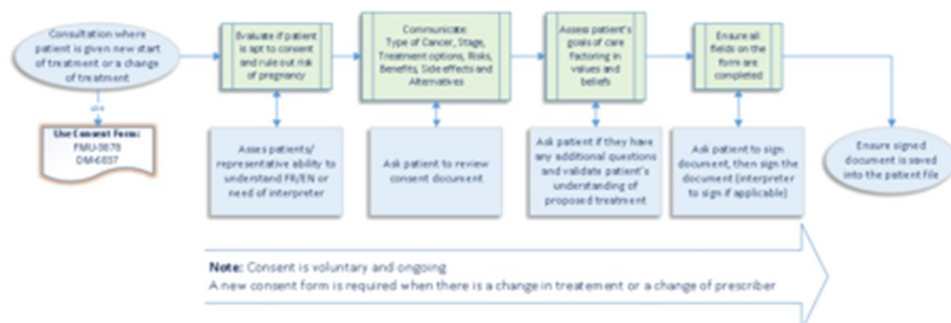 Consultation where
patient is given new start
of treatment or a change
of treatment
Use Consent Form:
Evaluate if patient
is apt to consent
and rule out risk
of pregnancy
Asses patients/
representative ability to
understand FR/EN or
need of interpreter
Communicate:
Type of Cancer, Stage,
Treatment options, Risks,
Benefits, Side effects and
Alternatives
Ask patient to review
consent document
Assess patient's
goals of care
factoring in
values and
beliefs
Ask patient if they have
any additional questions
and validate patient's
understanding of
proposed treatment
Ensure all
fields on the
form are
completed
Ask patient to sign
document, then sign the
document (interpreter
to sign if applicable)
Ensure signed
document is saved
into the patient file
Note: Consent is voluntary and ongoing
A new consent form is required when there is a change in treatement or a change of prescriber